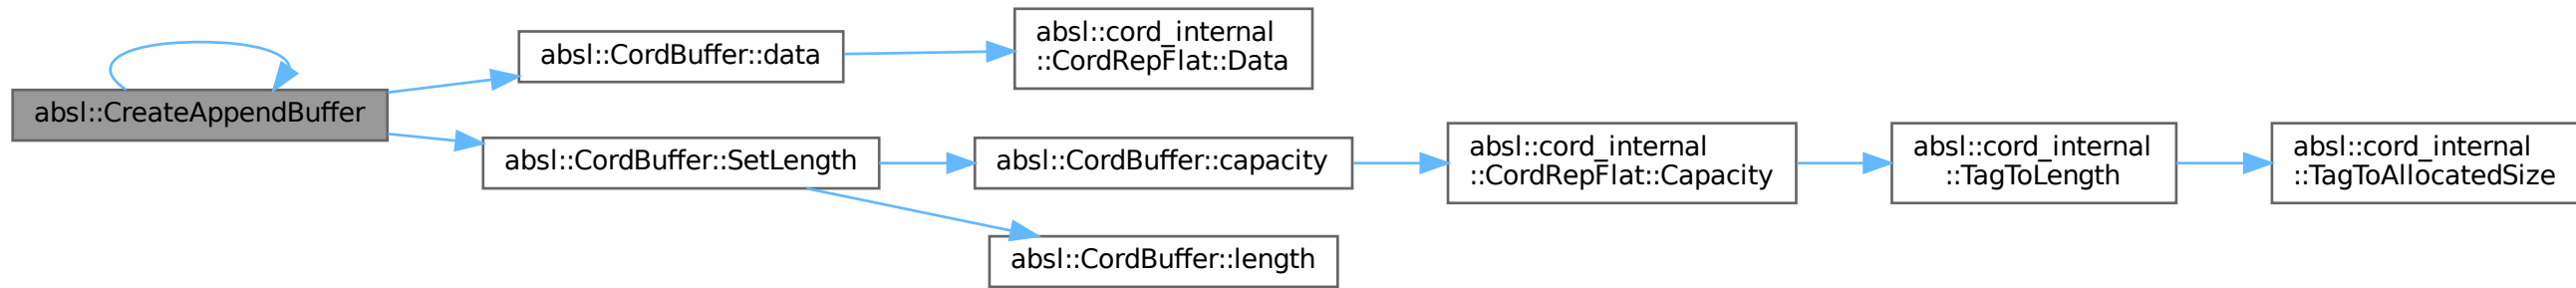 absl::CreateAppendBuffer
absl::CordBuffer::data
absl::cord_internal
::CordRepFlat::Data
absl::CordBuffer::SetLength
absl::CordBuffer::capacity
absl::cord_internal
::CordRepFlat::Capacity
absl::cord_internal
::TagToLength
absl::cord_internal
::TagToAllocatedSize
absl::CordBuffer::length